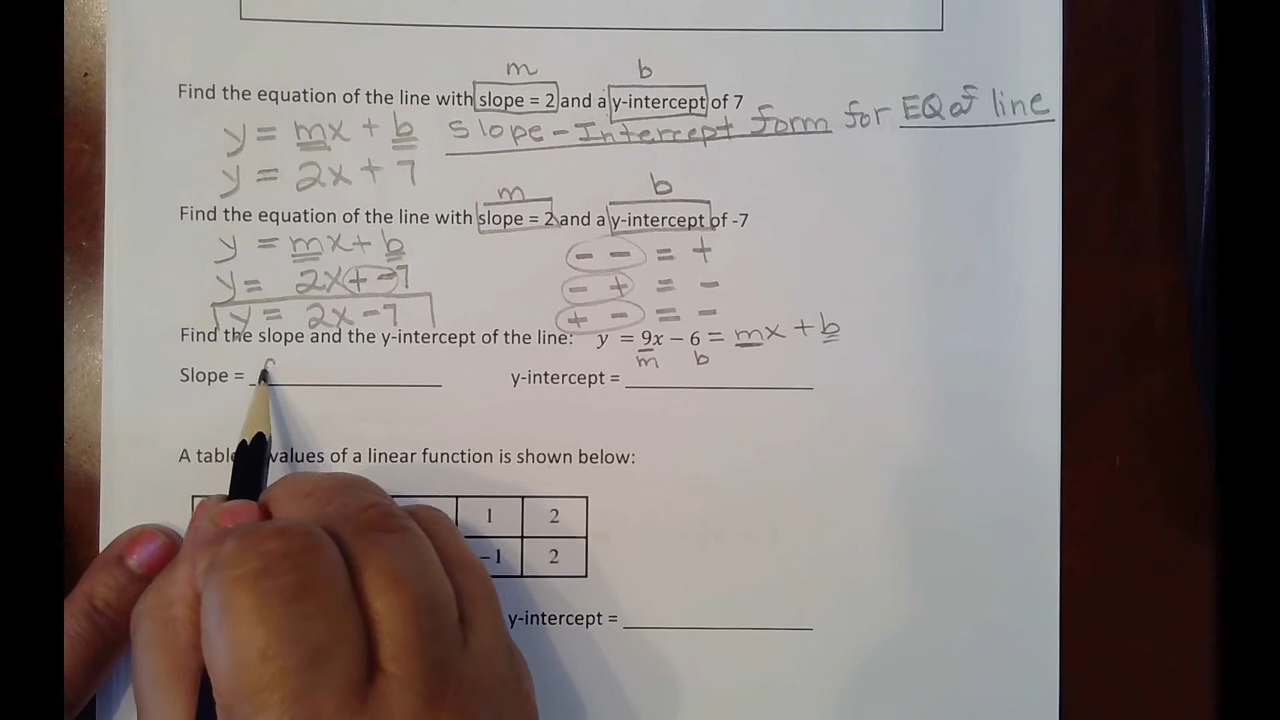 m b
Find the equation of the line with slope = 2 and a y-intercept of 7
y = mx + b Slope-Intercept form for EQ of line
y = 2x + 7
m b
Find the equation of the line with slope = 2 and a y-intercept of -7
y = mx + b - - = +
y = 2x + -7 - + = -
y = 2x - 7 + - = -
Find the slope and the y-intercept of the line: y = 9x − 6 = mx + b
m b
Slope = y-intercept =
A table values of a linear function is shown below:
1 2
−1 2
y-intercept =